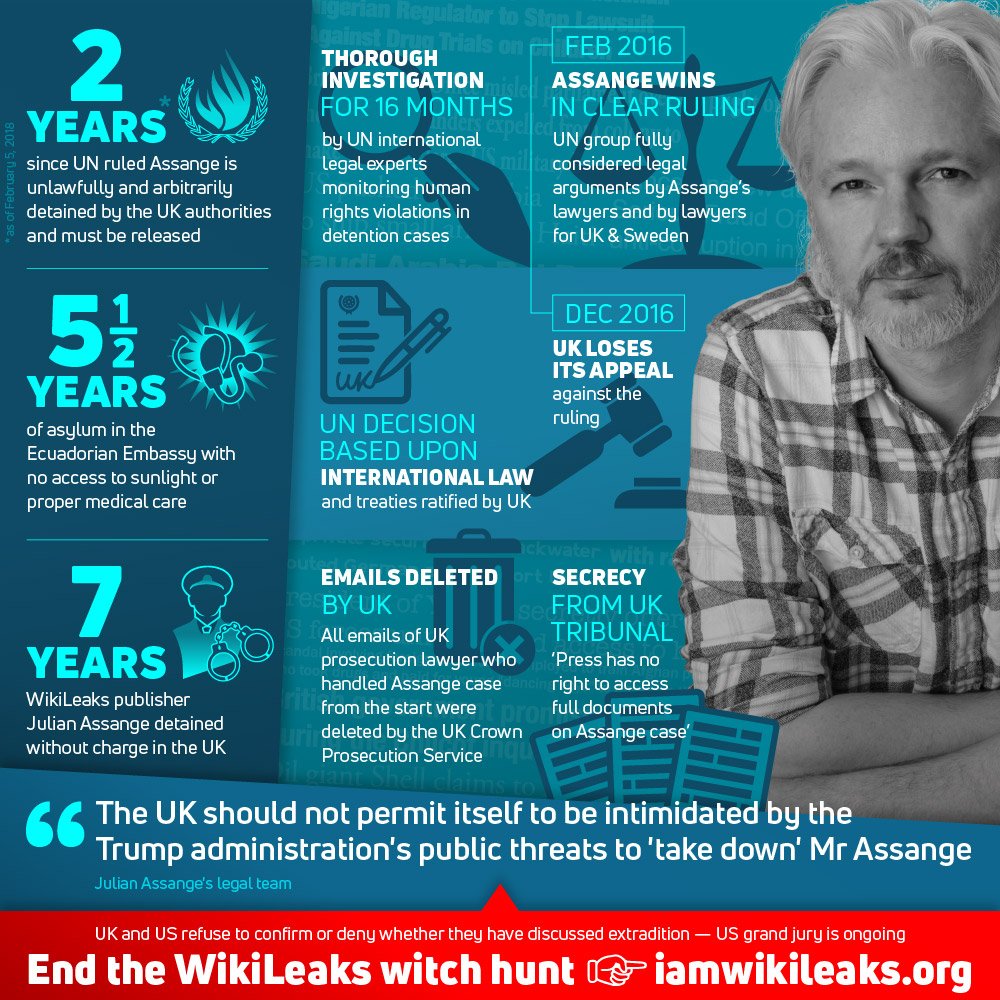 2
YEARS*
since UN ruled Assange is
unlawfully and arbitrarily
detained by the UK authorities
and must be released
*as of February 5, 2018
5 1/2
YEARS
of asylum in the
Ecuadorian Embassy with
no access to sunlight or
proper medical care
7
YEARS
WikiLeaks publisher
Julian Assange detained
without charge in the UK
THOROUGH
INVESTIGATION
FOR 16 MONTHS
by UN international
legal experts
monitoring human
rights violations in
detention cases
FEB 2016
ASSANGE WINS
IN CLEAR RULING
UN group fully
considered legal
arguments by Assange's
lawyers and by lawyers
for UK & Sweden
UK
UN DECISION
BASED UPON
INTERNATIONAL LAW
and treaties ratified by UK
DEC 2016
UK LOSES
ITS APPEAL
against the
ruling
EMAILS DELETED
BY UK
All emails of UK
prosecution lawyer who
handled Assange case
from the start were
deleted by the UK Crown
Prosecution Service
SECRECY
FROM UK
TRIBUNAL
'Press has no
right to access
full documents
on Assange case'
“The UK should not permit itself to be intimidated by the
Trump administration's public threats to 'take down' Mr Assange
Julian Assange's legal team
UK and US refuse to confirm or deny whether they have discussed extradition — US grand jury is ongoing
End the WikiLeaks witch hunt iamwikileaks.org